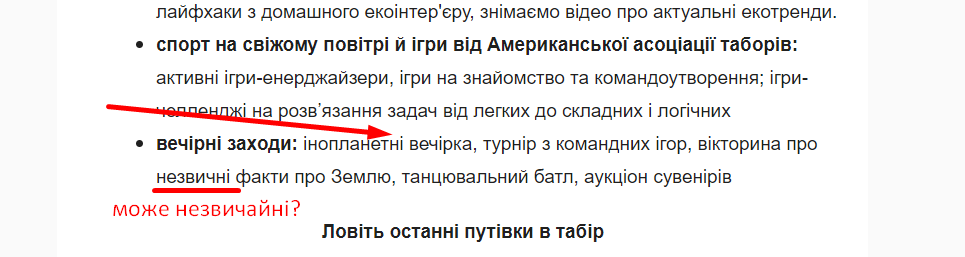 лайфхаки з домашнього екоінтер'єру, знімаємо відео про актуальні екотренди.
• спорт на свіжому повітрі й ігри від Американської асоціації таборів:
активні ігри-енерджайзери, ігри на знайомство та командоутворення; ігри-
челленджі на розв’язання задач від легких до складних і логічних
• вечірні заходи: інопланетні вечірка, турнір з командних ігор, вікторина про
незвичні факти про Землю, танцювальний батл, аукціон сувенірів
може незвичайні?
Ловіть останні путівки в табір